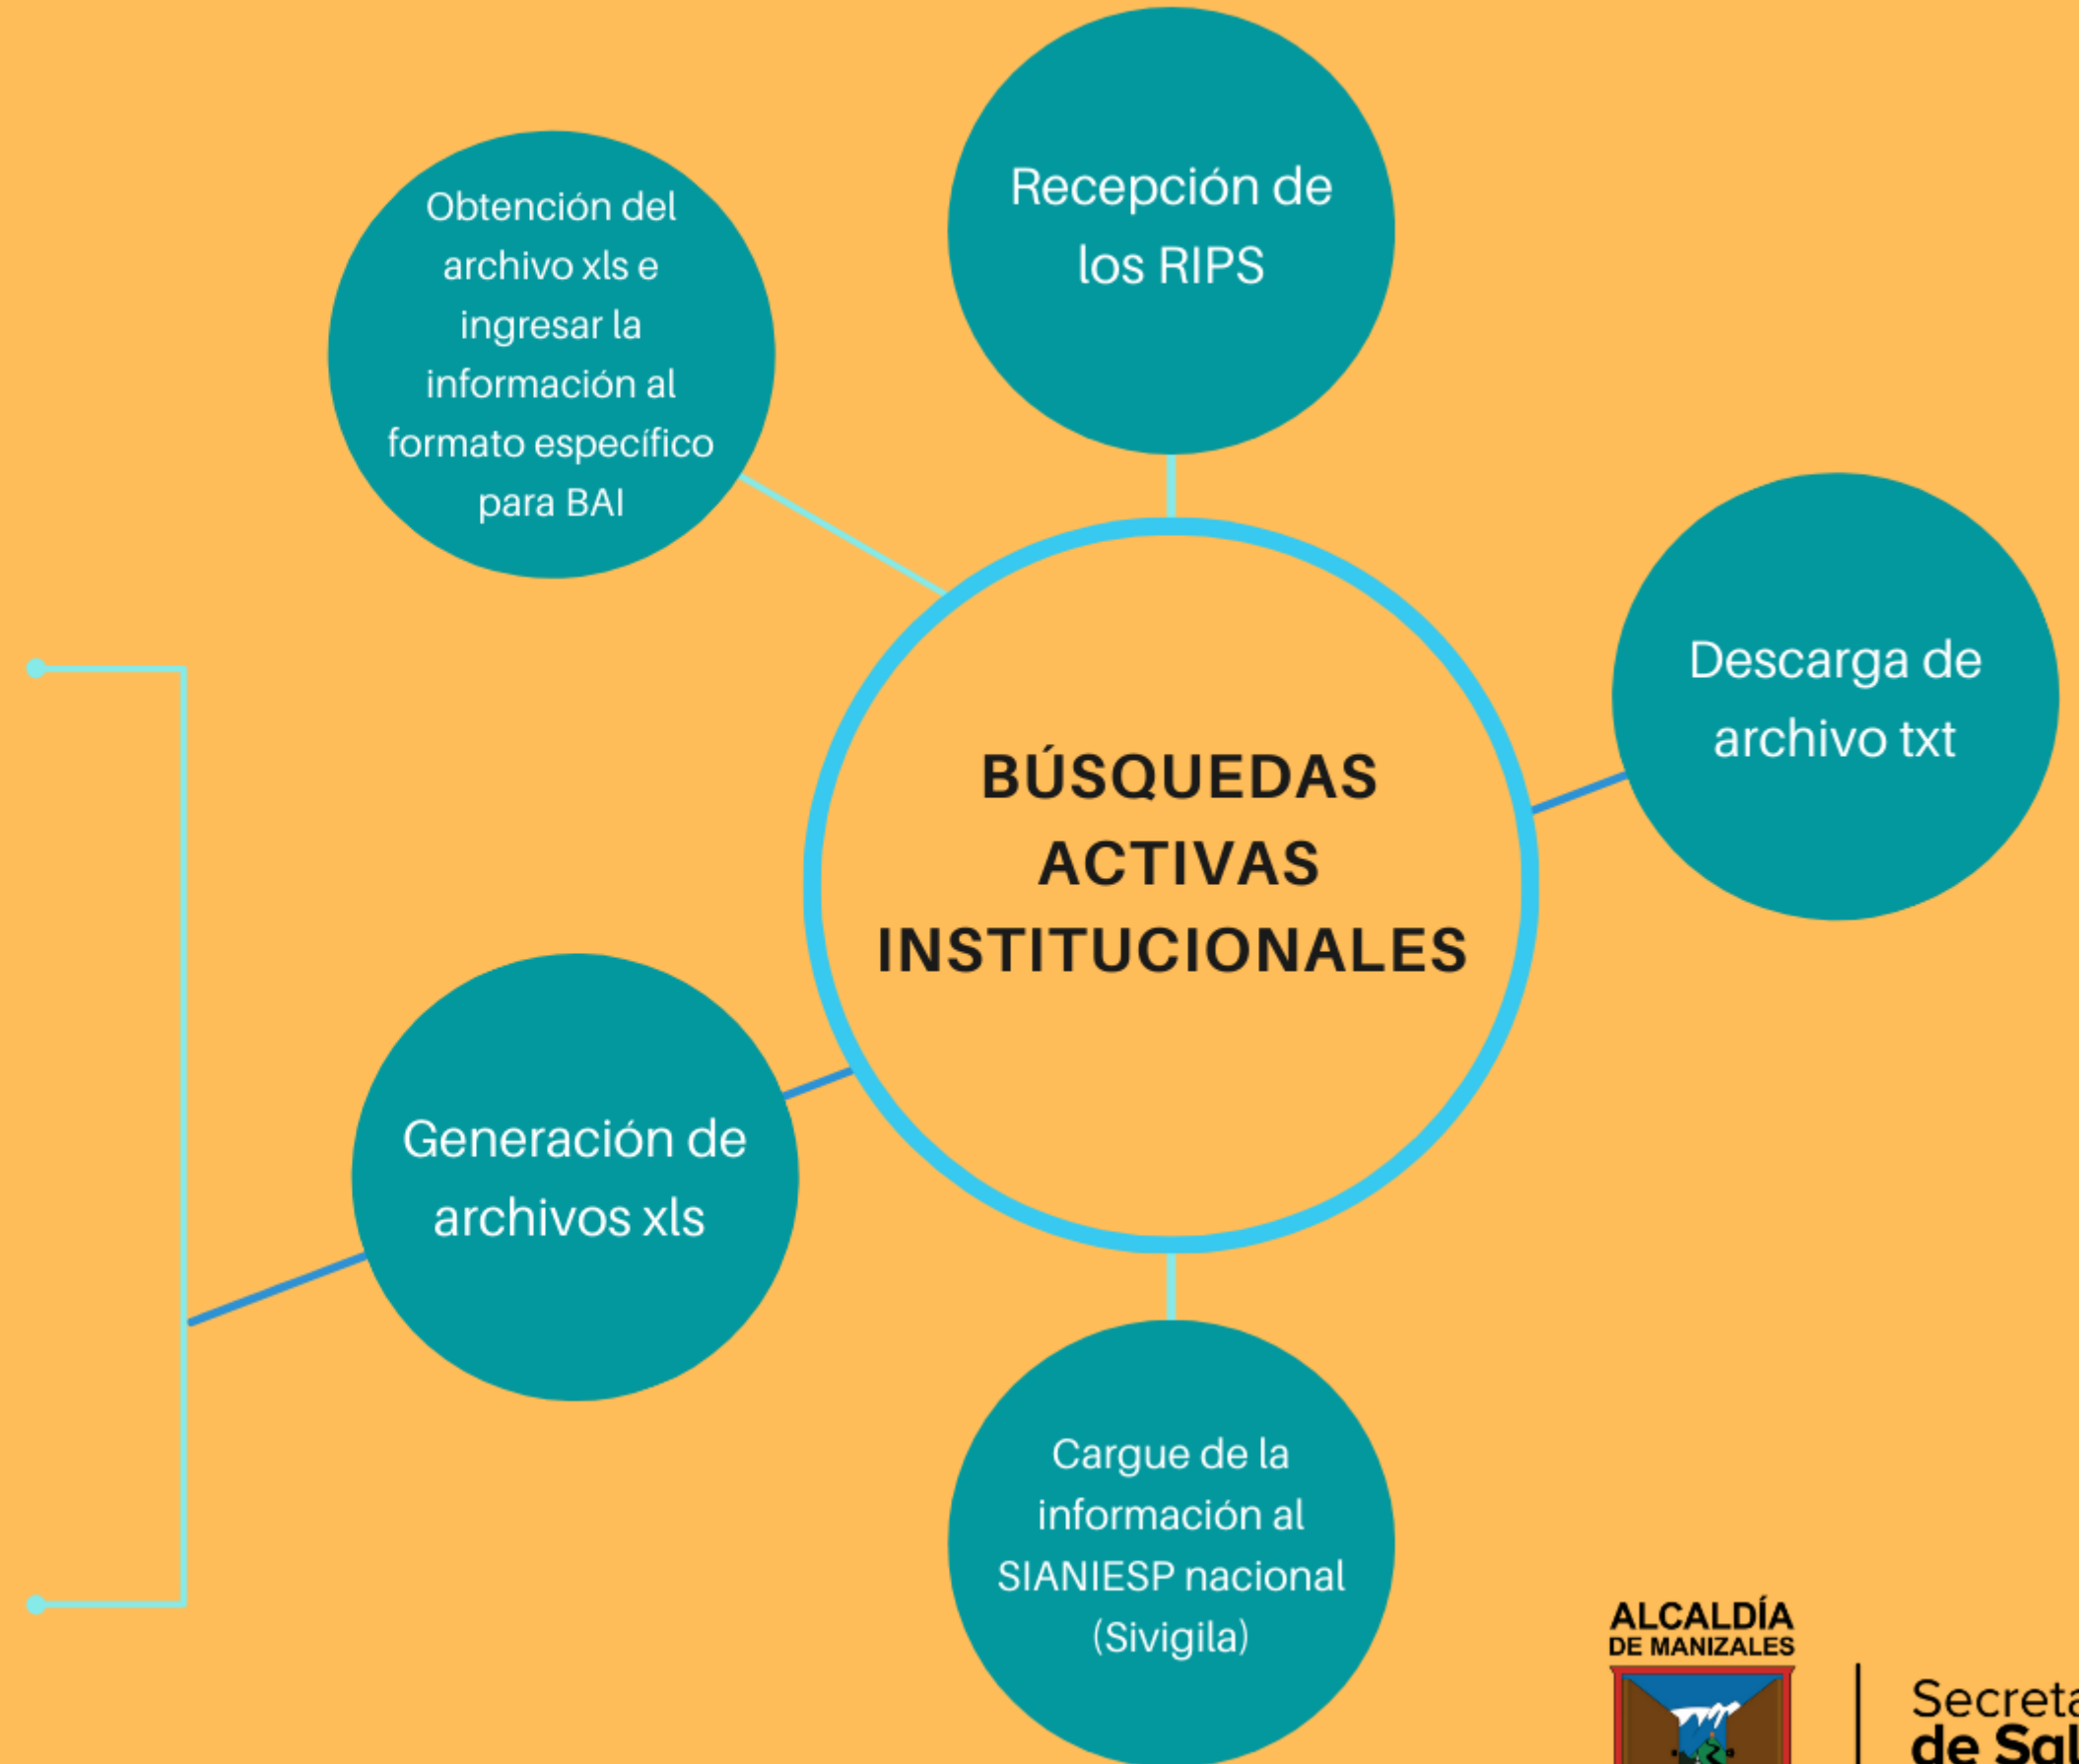 Recepción de
los RIPS
Obtención del
archivo xls e
ingresar la
información al
formato específico
para BAI
Descarga de
archivo txt
BÚSQUEDAS
ACTIVAS
INSTITUCIONALES
Generación de
archivos xls
Cargue de la
información al
SIANIESP nacional
(Sivigila)
ALCALDÍA
DE MANIZALES